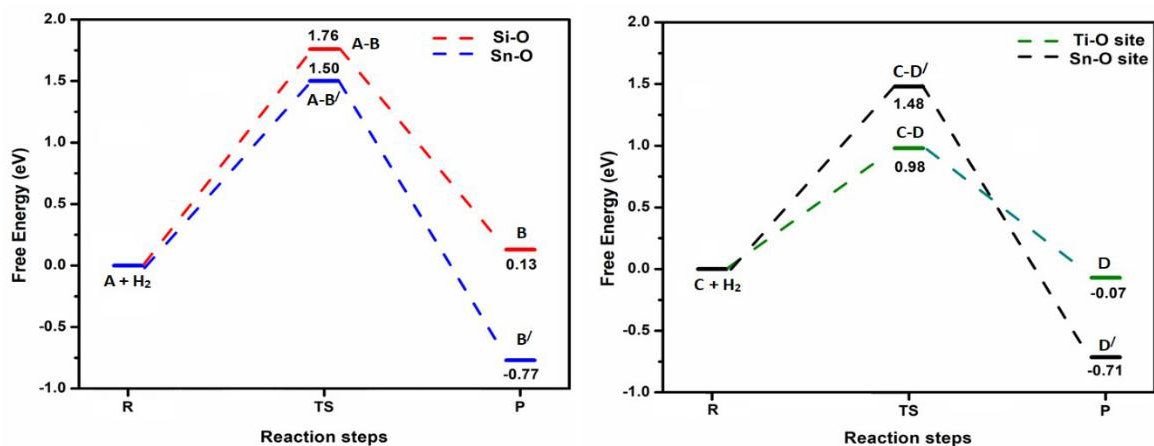 2.0
1.5
1.0
0.5
0.0
-0.5
-1.0
Free Energy (eV)
1.76
A-B
1.50
A-B/
Si-O
Sn-O
A + H₂
B
0.13
B/
-0.77
R
TS
P
Reaction steps
2.0
1.5
1.0
0.5
0.0
-0.5
-1.0
Free Energy (eV)
Ti-O site
Sn-O site
C-D/
1.48
C-D
0.98
C + H₂
D
-0.07
D/
-0.71
R
TS
P
Reaction steps